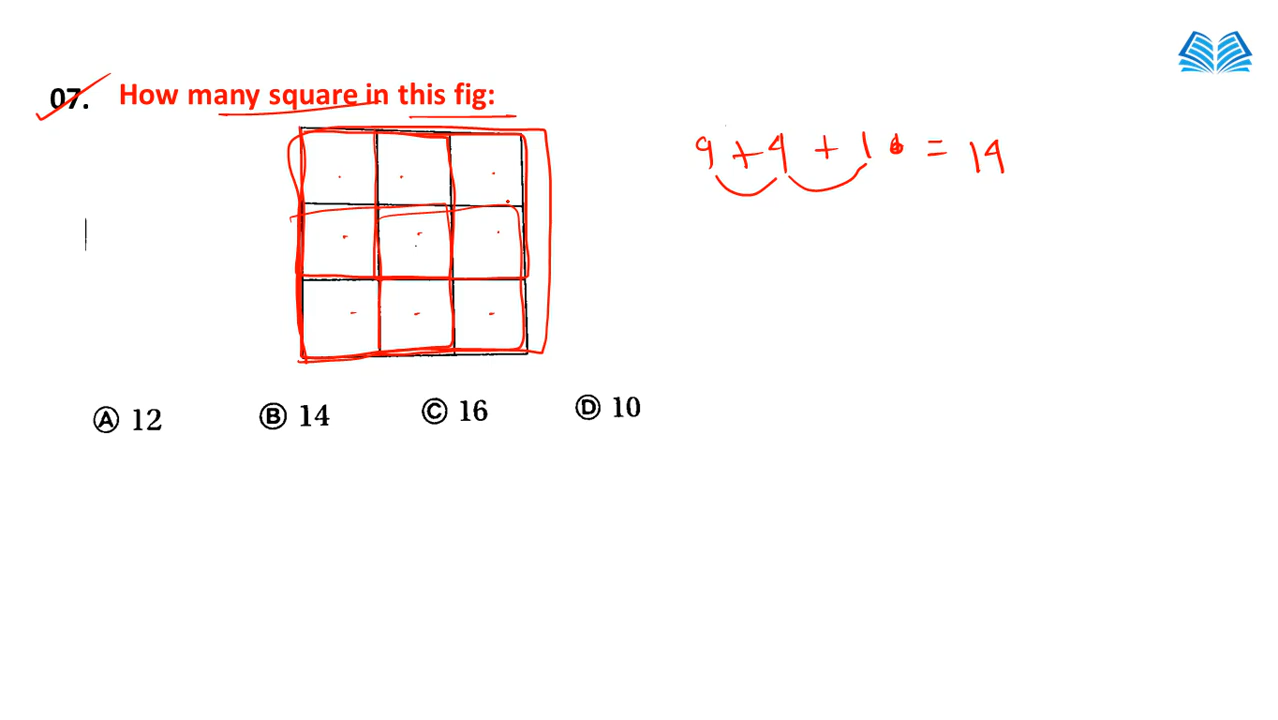 07. How many square in this fig:
9 + 4 + 1 = 14
Ⓐ 12 Ⓑ 14 Ⓒ 16 Ⓓ 10